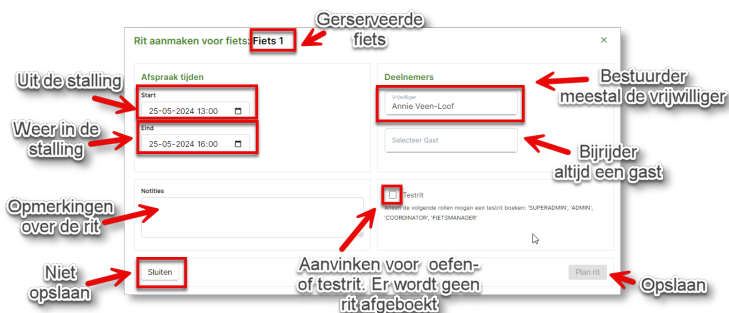 Gerserveerde
fiets
Rit aanmaken voor fiets: Fiets 1
×
Uit de stalling
Afspraak tijden
Start
25-05-2024 13:00
Weer in de
stalling
Eind
25-05-2024 16:00
Deelnemers
Vrijwilliger
Annie Veen-Loof
Bestuurder
meestal de vrijwilliger
Selecteer Gast
Bijrijder
altijd een gast
Opmerkingen
over de rit
Notities
Testrit
Alleen de volgende rollen mogen een testrit boeken: 'SUPERADMIN', 'ADMIN',
'COORDINATOR', 'FIETSMANAGER'
Niet
opslaan
Sluiten
Aanvinken voor oefen-
of testrit. Er wordt geen
rit afgeboekt
Plan rit
Opslaan